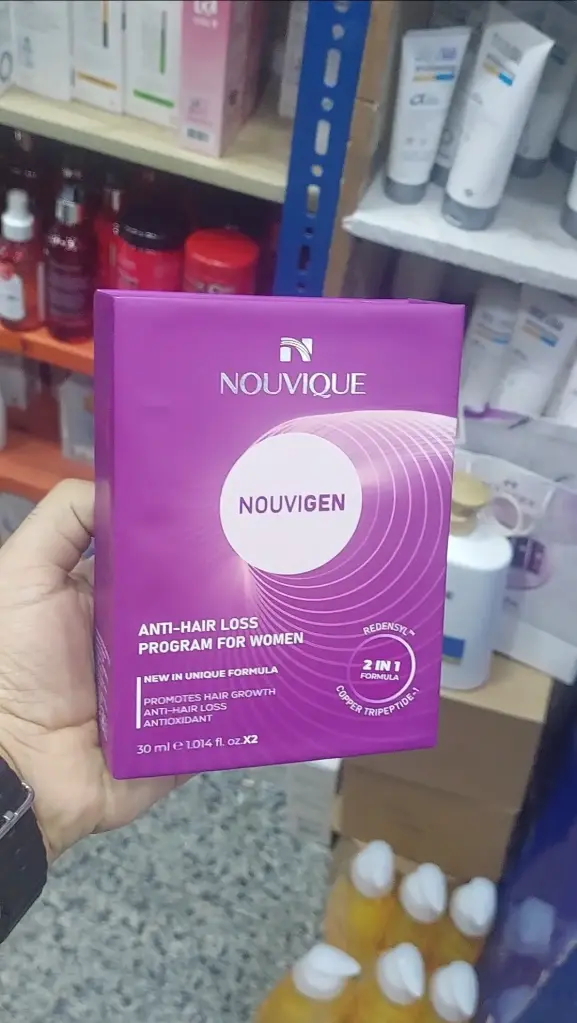 NOUVIQUE
NOUVIGEN
ANTI-HAIR LOSS
PROGRAM FOR WOMEN
NEW IN UNIQUE FORMULA
PROMOTES HAIR GROWTH
ANTI-HAIR LOSS
ANTIOXIDANT
30 ml e 1.014 fl. oz.X2
REDENSYL™
2 IN 1
FORMULA
COPPER TRIPEPTIDE-1